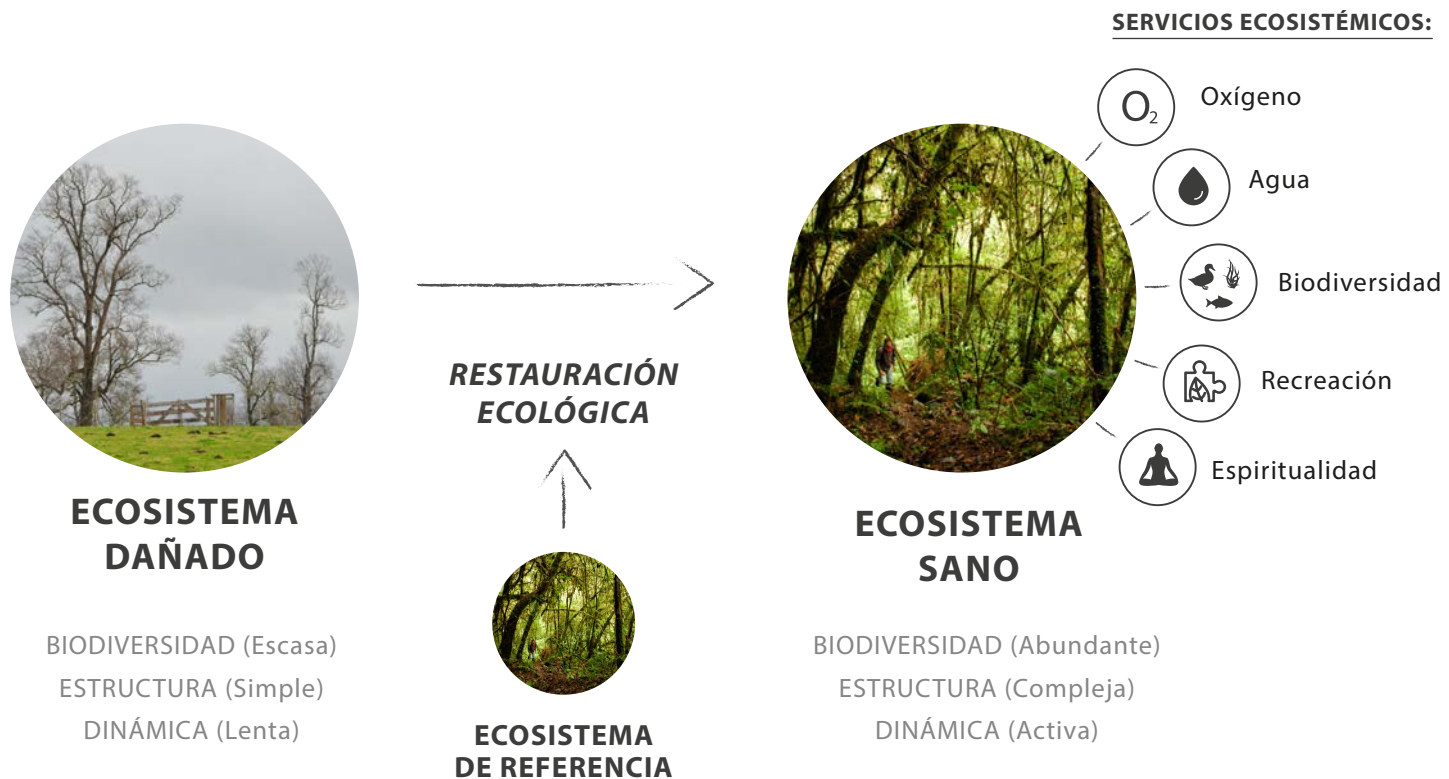 SERVICIOS ECOSISTÉMICOS:
O2
Oxígeno
Agua
Biodiversidad
Recreación
Espiritualidad
RESTAURACIÓN
ECOLÓGICA
ECOSISTEMA
DAÑADO
BIODIVERSIDAD (Escasa)
ESTRUCTURA (Simple)
DINÁMICA (Lenta)
ECOSISTEMA
DE REFERENCIA
ECOSISTEMA
SANO
BIODIVERSIDAD (Abundante)
ESTRUCTURA (Compleja)
DINÁMICA (Activa)